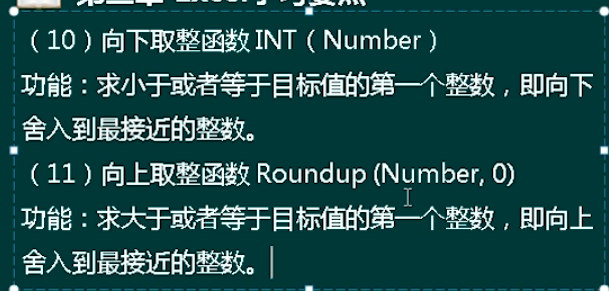 （10）向下取整函数 INT（Number）
功能：求小于或者等于目标值的第一个整数，即向下
舍入到最接近的整数。
（11）向上取整函数 Roundup (Number, 0)
功能：求大于或者等于目标值的第一个整数，即向上
舍入到最接近的整数。